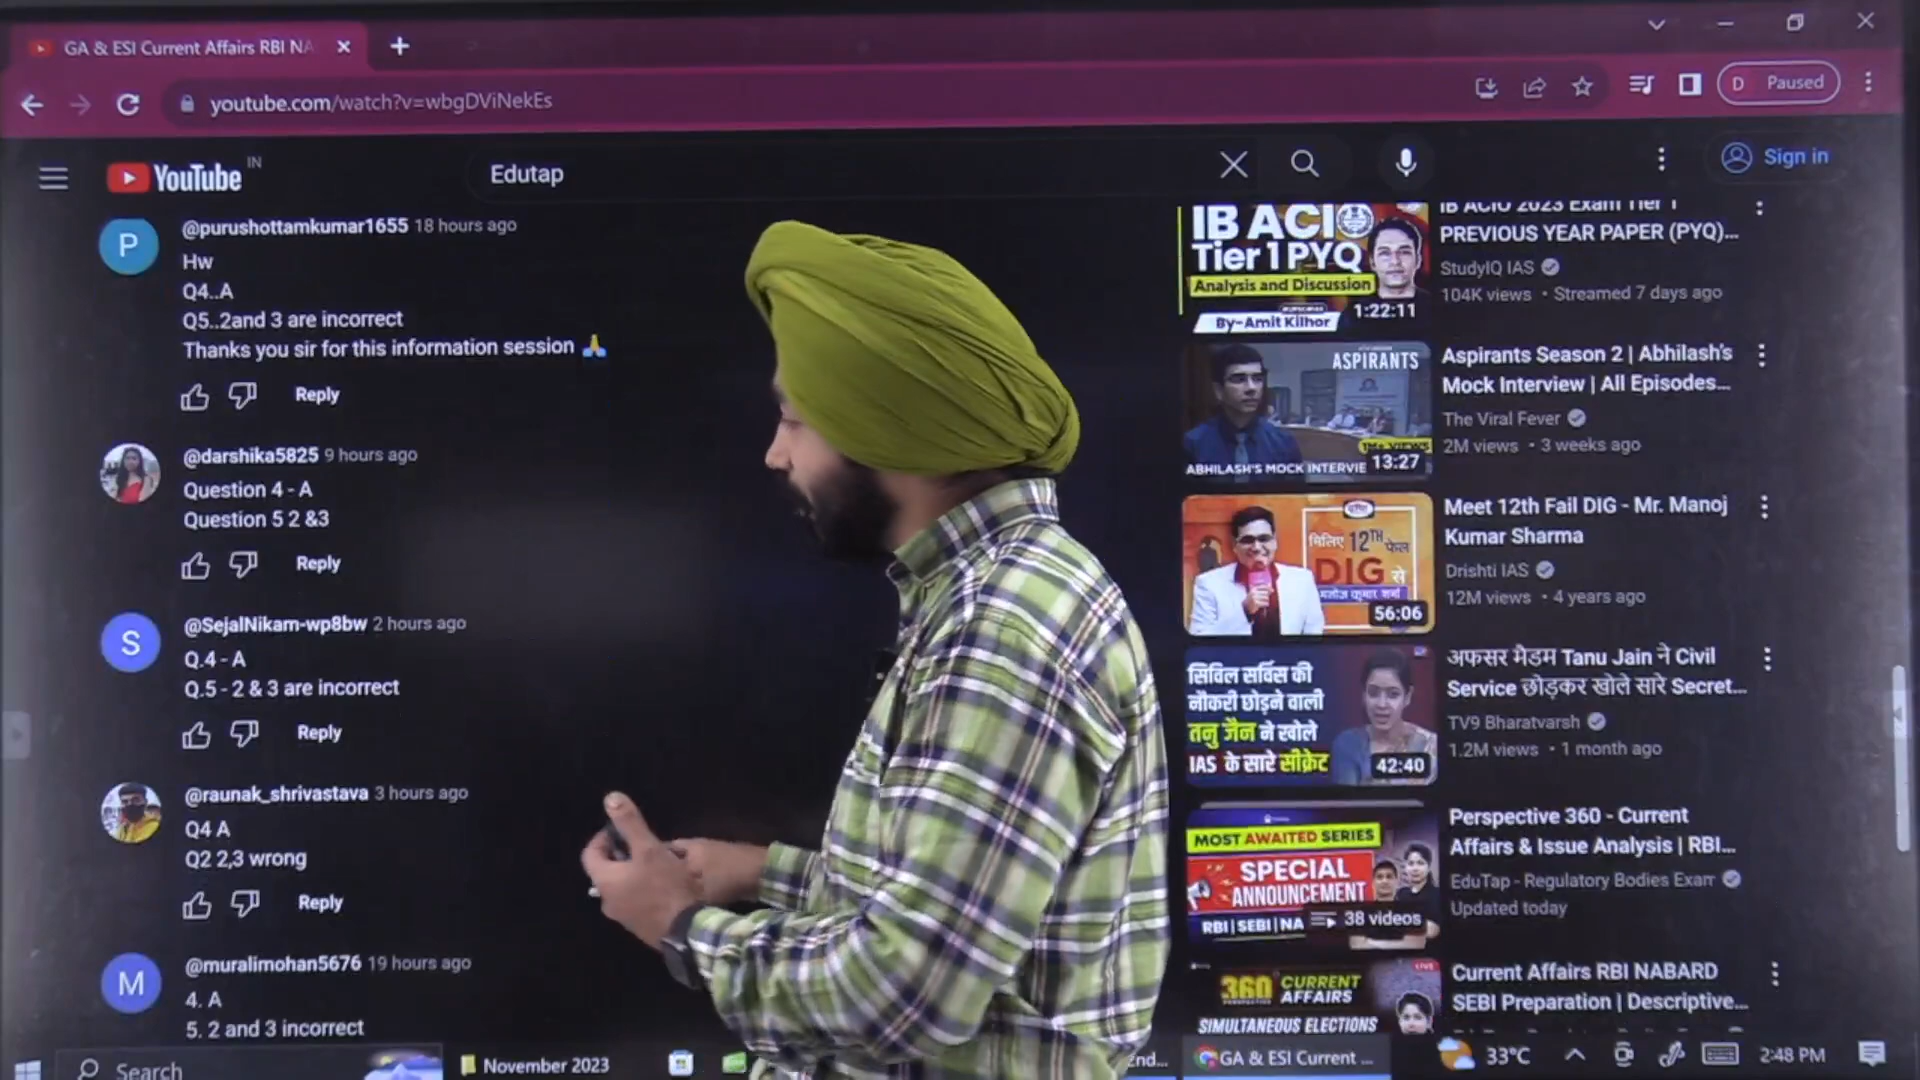 GA & ESI Current Affairs RBI NA
youtube.com/watch?v=wbgDViNekEs
D Paused
YouTube IN
Edutap
Sign in
P
@purushottamkumar1655 18 hours ago
Hw
Q4..A
Q5..2and 3 are incorrect
Thanks you sir for this information session 🙏
Reply
@darshika5825 9 hours ago
Question 4 - A
Question 5 2 &3
Reply
S
@SejalNikam-wp8bw 2 hours ago
Q.4 - A
Q.5 - 2 & 3 are incorrect
Reply
@raunak_shrivastava 3 hours ago
Q4 A
Q2 2,3 wrong
Reply
M
@muralimohan5676 19 hours ago
4. A
5. 2 and 3 incorrect
IB ACIO
Tier 1 PYQ
Analysis and Discussion
By-Amit Kilhor
1:22:11
IB ACIO 2023 Exam Tier 1
PREVIOUS YEAR PAPER (PYQ)...
StudyIQ IAS
104K views • Streamed 7 days ago
ASPIRANTS
ABHILASH'S MOCK INTERVIE
13:27
Aspirants Season 2 | Abhilash's
Mock Interview | All Episodes...
The Viral Fever
2M views • 3 weeks ago
मिलिए 12TH फेल
DIG से
मनोज कुमार शर्मा
56:06
Meet 12th Fail DIG - Mr. Manoj
Kumar Sharma
Drishti IAS
12M views • 4 years ago
सिविल सर्विस की
नौकरी छोड़ने वाली
तनु जैन ने खोले
IAS के सारे सीक्रेट
42:40
अफसर मैडम Tanu Jain ने Civil
Service छोड़कर खोले सारे Secret...
TV9 Bharatvarsh
1.2M views • 1 month ago
MOST AWAITED SERIES
SPECIAL
ANNOUNCEMENT
RBI | SEBI | NA
38 videos
Perspective 360 - Current
Affairs & Issue Analysis | RBI...
EduTap - Regulatory Bodies Exam
Updated today
360 CURRENT
AFFAIRS
LIVE
SIMULTANEOUS ELECTIONS
Current Affairs RBI NABARD
SEBI Preparation | Descriptive...
Search
November 2023
2nd...
GA & ESI Current ...
33°C
2:48 PM